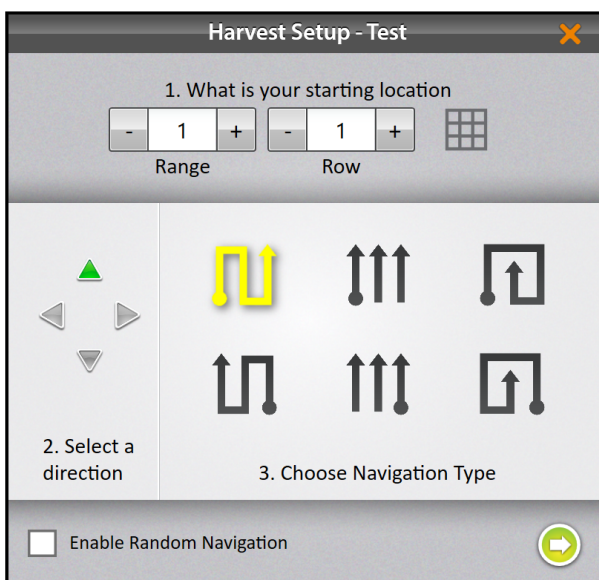 Harvest Setup - Test
1. What is your starting location
- 1 + - 1 +
Range Row
2. Select a
direction
3. Choose Navigation Type
Enable Random Navigation